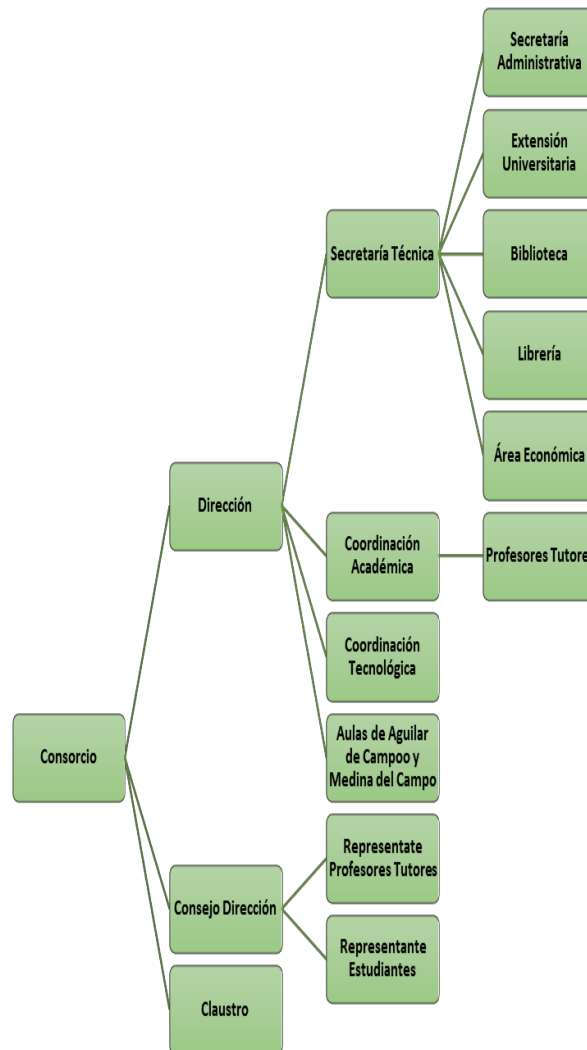 Secretaría
Administrativa
Extensión
Universitaria
Secretaría Técnica
Biblioteca
Librería
Área Económica
Dirección
Coordinación
Académica
Profesores Tutore
Coordinación
Tecnológica
Consorcio
Aulas de Aguilar
de Campoo y
Medina del Campo
Representate
Profesores Tutores
Consejo Dirección
Representante
Estudiantes
Claustro